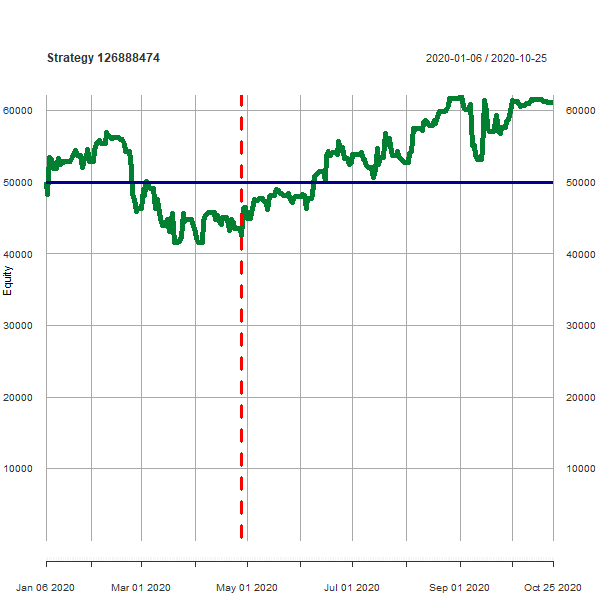 Strategy 126888474
2020-01-06 / 2020-10-25
60000
60000
50000
50000
40000
40000
Equity
30000
30000
20000
20000
10000
10000
Jan 06 2020
Mar 01 2020
May 01 2020
Jul 01 2020
Sep 01 2020
Oct 25 2020